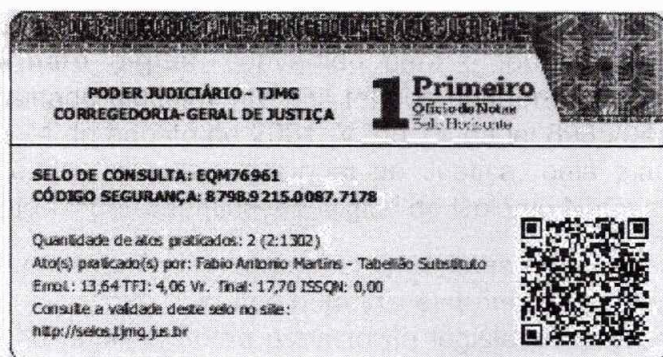 PODER JUDICIÁRIO - TJMG
CORREGEDORIA-GERAL DE JUSTIÇA
1 Primeiro
Ofício de Notas
Belo Horizonte
SELO DE CONSULTA: EQM76961
CÓDIGO SEGURANÇA: 8798.9215.0087.7178
Quantidade de atos praticados: 2 (2:1302)
Ato(s) praticado(s) por: Fabio Antonio Martins - Tabelião Substituto
Emol.: 13,64 TFJ: 4,06 Vr. Final: 17,70 ISSQN: 0,00
Consulte a validade deste selo no site:
http://selos.tjmg.jus.br